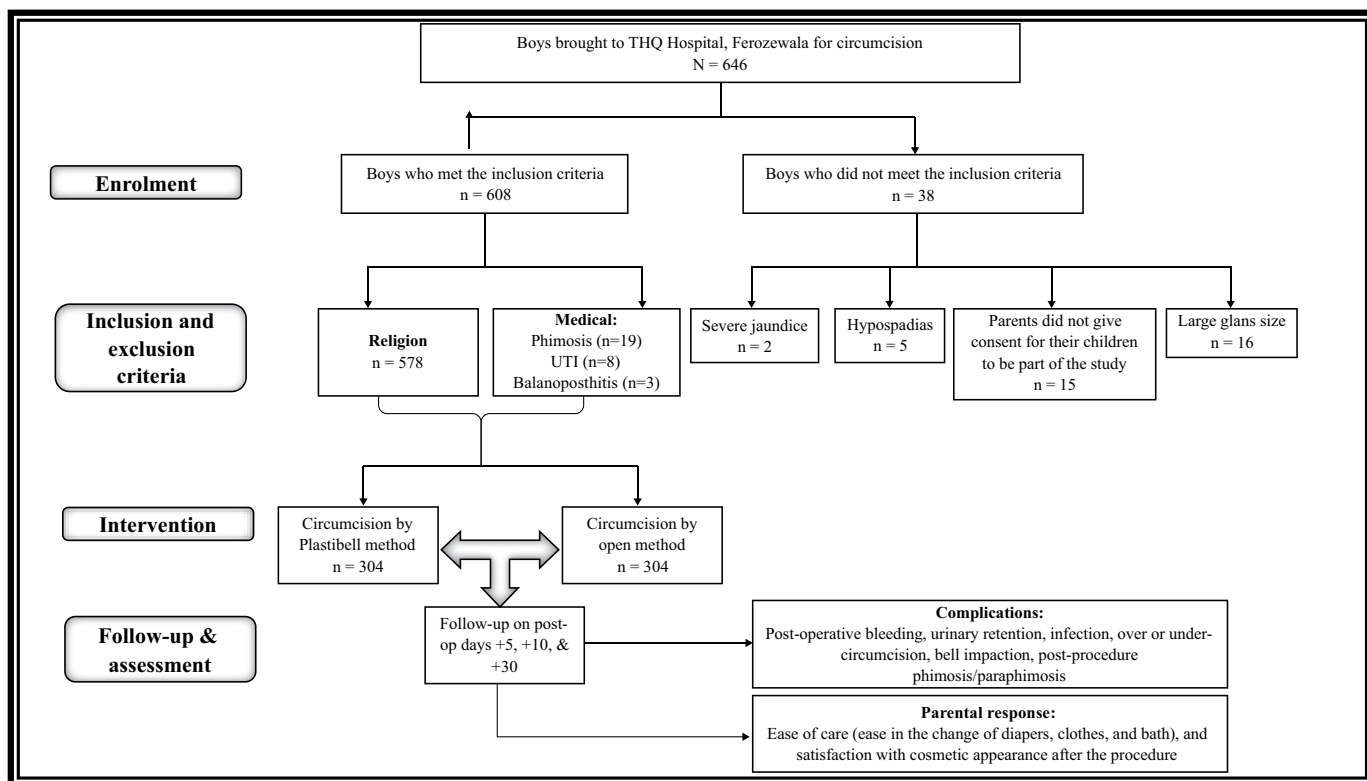 Boys brought to THQ Hospital, Ferozewala for circumcision
N = 646
Enrolment
Boys who met the inclusion criteria
n = 608
Boys who did not meet the inclusion criteria
n = 38
Inclusion and
exclusion
criteria
Religion
n = 578
Medical:
Phimosis (n=19)
UTI (n=8)
Balanoposthitis (n=3)
Severe jaundice
n = 2
Hypospadias
n = 5
Parents did not give
consent for their children
to be part of the study
n = 15
Large glans size
n = 16
Intervention
Circumcision by
Plastibell method
n = 304
Circumcision by
open method
n = 304
Follow-up &
assessment
Follow-up on post-
op days +5, +10, &
+30
Complications:
Post-operative bleeding, urinary retention, infection, over or under-
circumcision, bell impaction, post-procedure
phimosis/paraphimosis
Parental response:
Ease of care (ease in the change of diapers, clothes, and bath), and
satisfaction with cosmetic appearance after the procedure